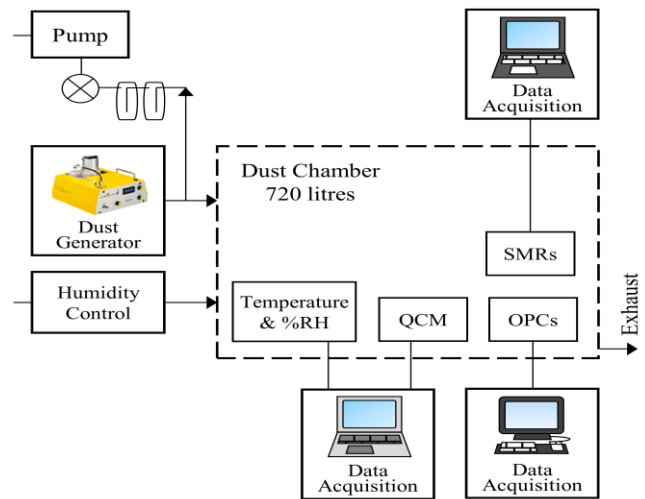 Pump
Data
Acquisition
Dust
Generator
Dust Chamber
720 litres
SMRs
Humidity
Control
Temperature
& %RH
QCM
OPCs
Exhaust
Data
Acquisition
Data
Acquisition